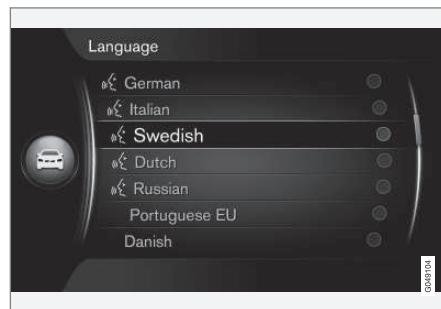 Language
German
Italian
Swedish
Dutch
Russian
Portuguese EU
Danish
G049104